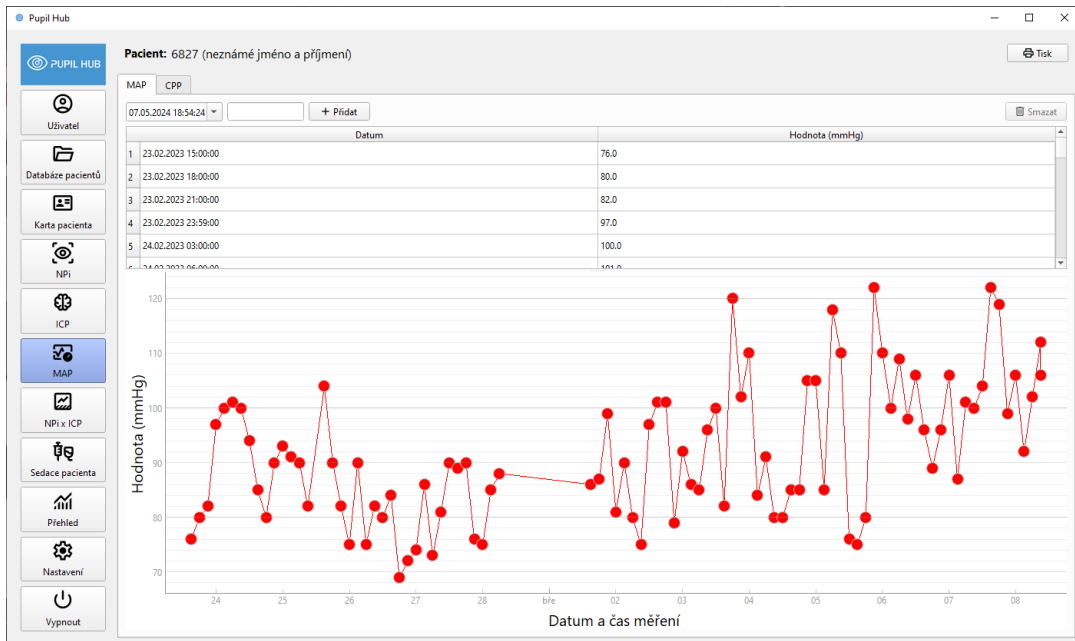 Pupil Hub
PUPIL HUB
Uživatel
Databáze pacientů
Karta pacienta
NPi
ICP
MAP
NPi x ICP
Sedace pacienta
Přehled
Nastavení
Vypnout
Pacient: 6827 (neznámé jméno a příjmení)
Tisk
MAP CPP
07.05.2024 18:54:24 + Přidat Smazat
Datum Hodnota (mmHg)
1 23.02.2023 15:00:00 76.0
2 23.02.2023 18:00:00 80.0
3 23.02.2023 21:00:00 82.0
4 23.02.2023 23:59:00 97.0
5 24.02.2023 03:00:00 100.0
Hodnota (mmHg)
120
110
100
90
80
70
24 25 26 27 28 bře 02 03 04 05 06 07 08
Datum a čas měření